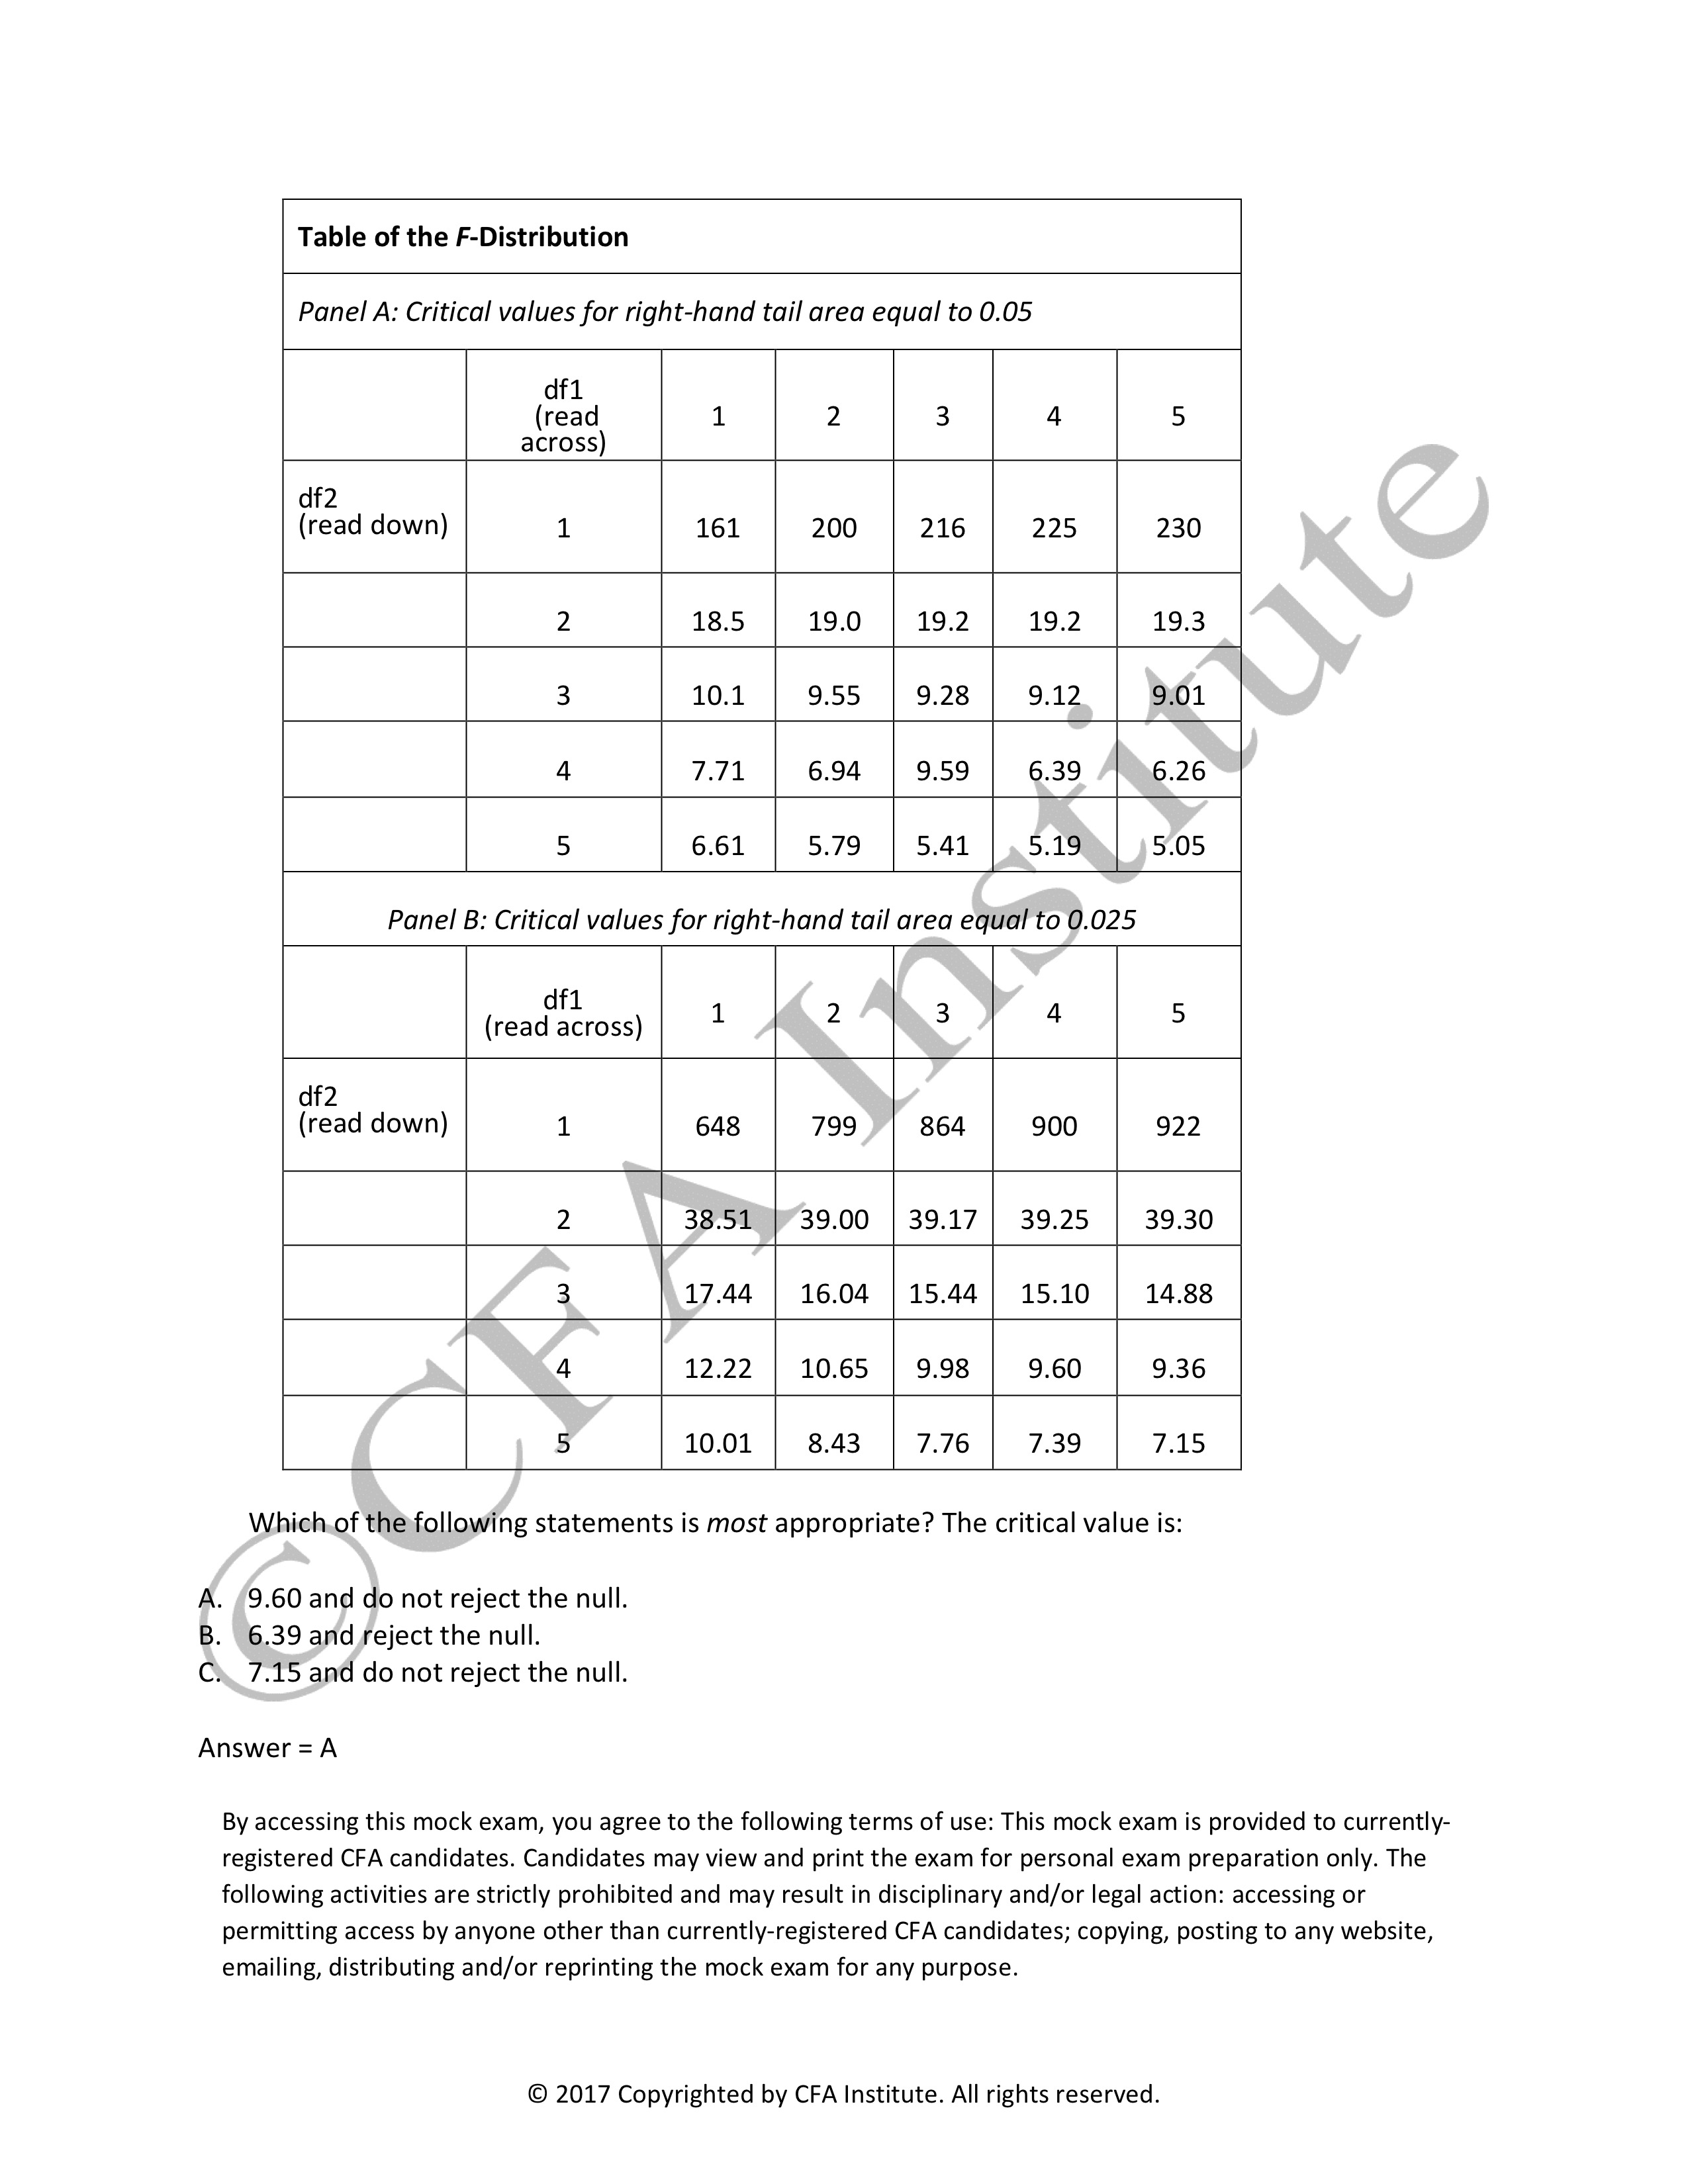 Table of the F-Distribution
Panel A: Critical values for right-hand tail area equal to 0.05
df1
(read
across) 1 2 3 4 5
df2
(read down) 1 161 200 216 225 230
2 18.5 19.0 19.2 19.2 19.3
3 10.1 9.55 9.28 9.12 9.01
4 7.71 6.94 9.59 6.39 6.26
5 6.61 5.79 5.41 5.19 5.05
Panel B: Critical values for right-hand tail area equal to 0.025
df1
(read across) 1 2 3 4 5
df2
(read down) 1 648 799 864 900 922
2 38.51 39.00 39.17 39.25 39.30
3 17.44 16.04 15.44 15.10 14.88
4 12.22 10.65 9.98 9.60 9.36
5 10.01 8.43 7.76 7.39 7.15
Which of the following statements is most appropriate? The critical value is:
A. 9.60 and do not reject the null.
B. 6.39 and reject the null.
C. 7.15 and do not reject the null.
Answer = A
By accessing this mock exam, you agree to the following terms of use: This mock exam is provided to currently-
registered CFA candidates. Candidates may view and print the exam for personal exam preparation only. The
following activities are strictly prohibited and may result in disciplinary and/or legal action: accessing or
permitting access by anyone other than currently-registered CFA candidates; copying, posting to any website,
emailing, distributing and/or reprinting the mock exam for any purpose.
© 2017 Copyrighted by CFA Institute. All rights reserved.
© CFA Institute